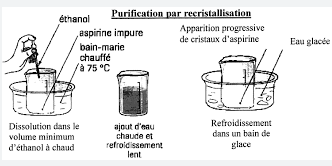 Purification par recristallisation
éthanol
aspirine impure
bain-marie
chauffé
à 75 °C
Dissolution dans le
volume minimum
d'éthanol à chaud
ajout d'eau
chaude et
refroidissement
lent
Apparition progressive
de cristaux d'aspirine
Eau glacée
Refroidissement
dans un bain de
glace